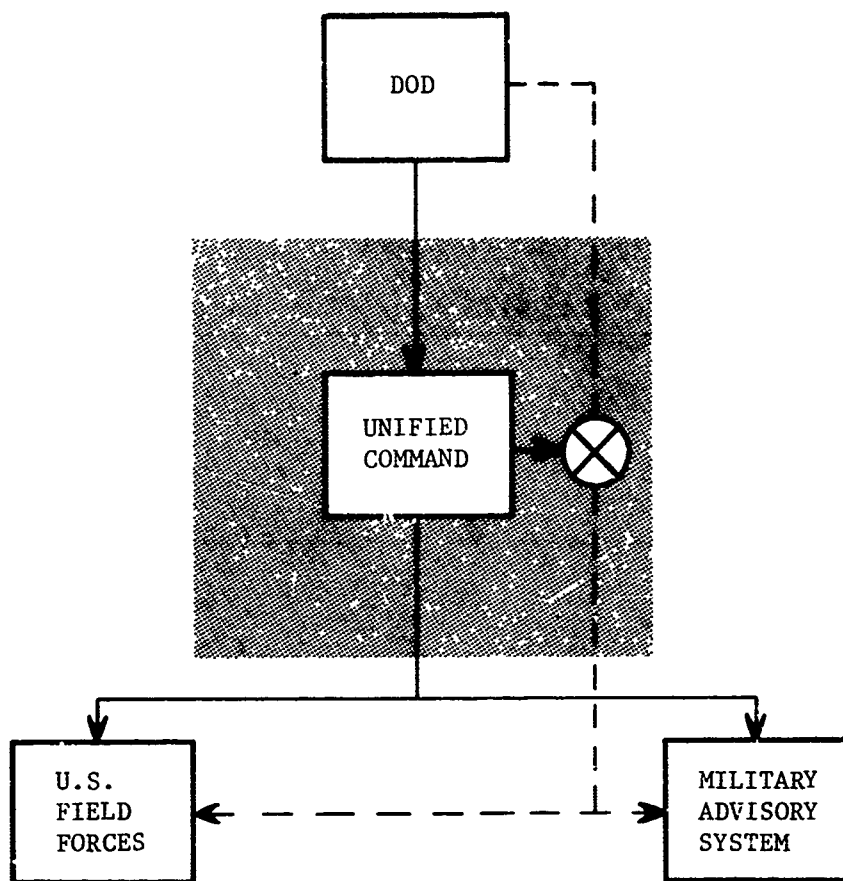 DOD
UNIFIED
COMMAND
U.S.
FIELD
FORCES
MILITARY
ADVISORY
SYSTEM